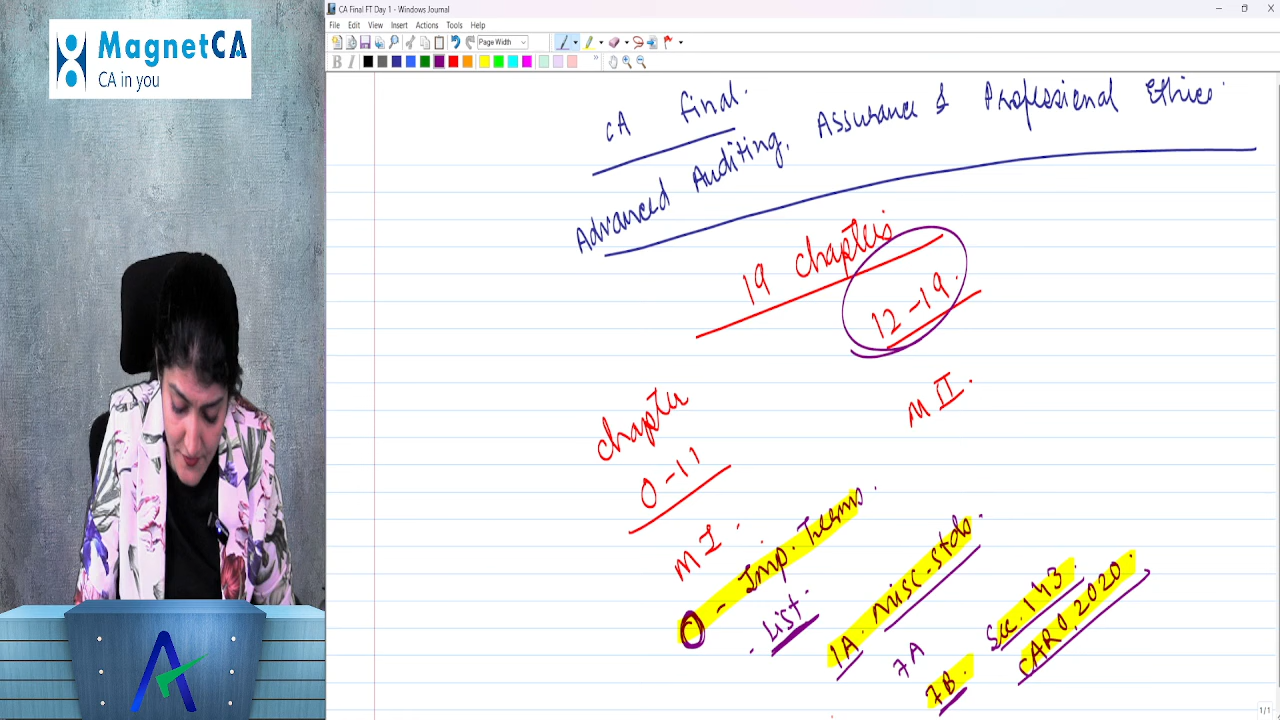 MagnetCA
CA in you
CA Final FT Day 1 - Windows Journal
File Edit View Insert Actions Tools Help
Page Width
B I
CA Final.
Advanced Auditing, Assurance & Professional Ethics.
19 chapters
12-19.
chapter
0-11
M I.
M II.
0 - Imp. Terms.
List.
1A. Misc. Stds.
7A
7B.
Sec. 143
CARO, 2020.
1/1